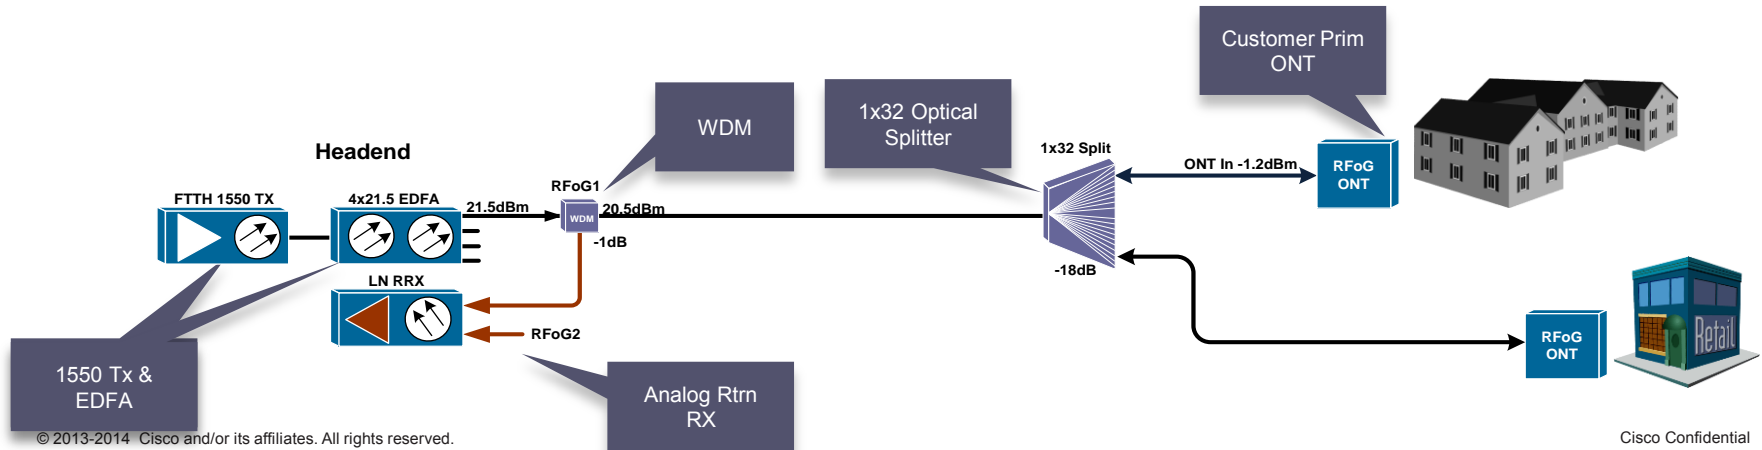 Customer Prim
ONT
WDM
1x32 Optical
Splitter
Headend
1x32 Split
ONT In -1.2dBm
RFoG
ONT
RFoG1
FTTH 1550 TX
4x21.5 EDFA
21.5dBm
WDM
20.5dBm
-1dB
-18dB
LN RRX
RFoG2
RFoG
ONT
Retail
1550 Tx &
EDFA
Analog Rtrn
RX
© 2013-2014 Cisco and/or its affiliates. All rights reserved.
Cisco Confidential